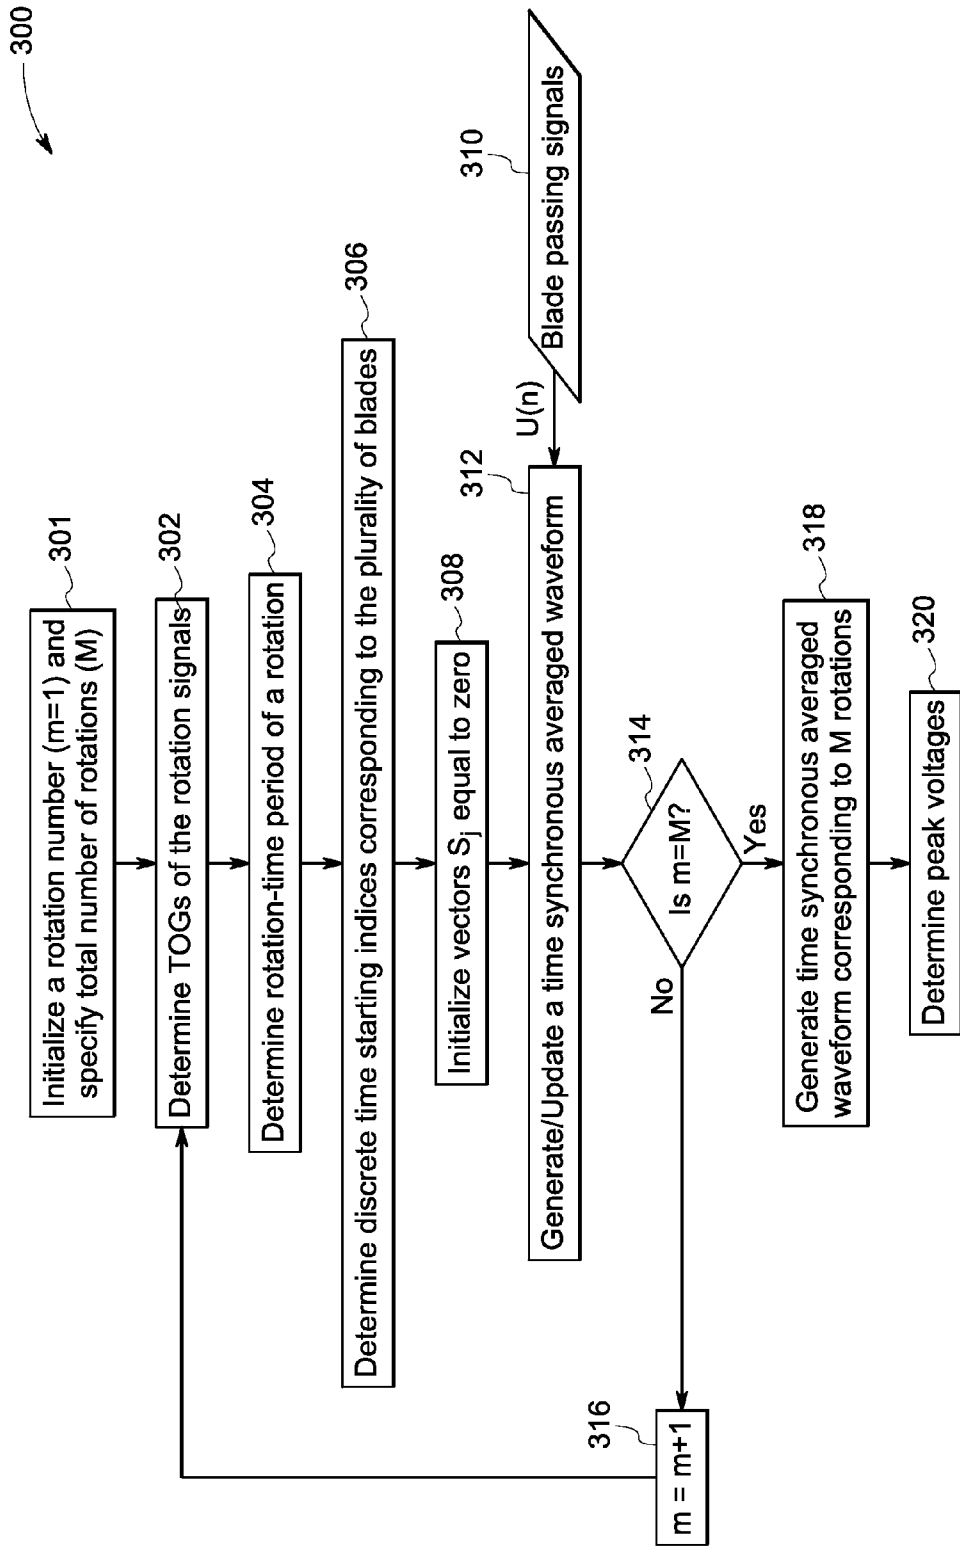 300
Initialize a rotation number (m=1) and
specify total number of rotations (M)
301
Determine TOGs of the rotation signals
302
Determine rotation-time period of a rotation
304
Determine discrete time starting indices corresponding to the plurality of blades
306
Initialize vectors Sj equal to zero
308
Blade passing signals
310
U(n)
Generate/Update a time synchronous averaged waveform
312
Is m=M?
314
No
Yes
m = m+1
316
Generate time synchronous averaged
waveform corresponding to M rotations
318
Determine peak voltages
320